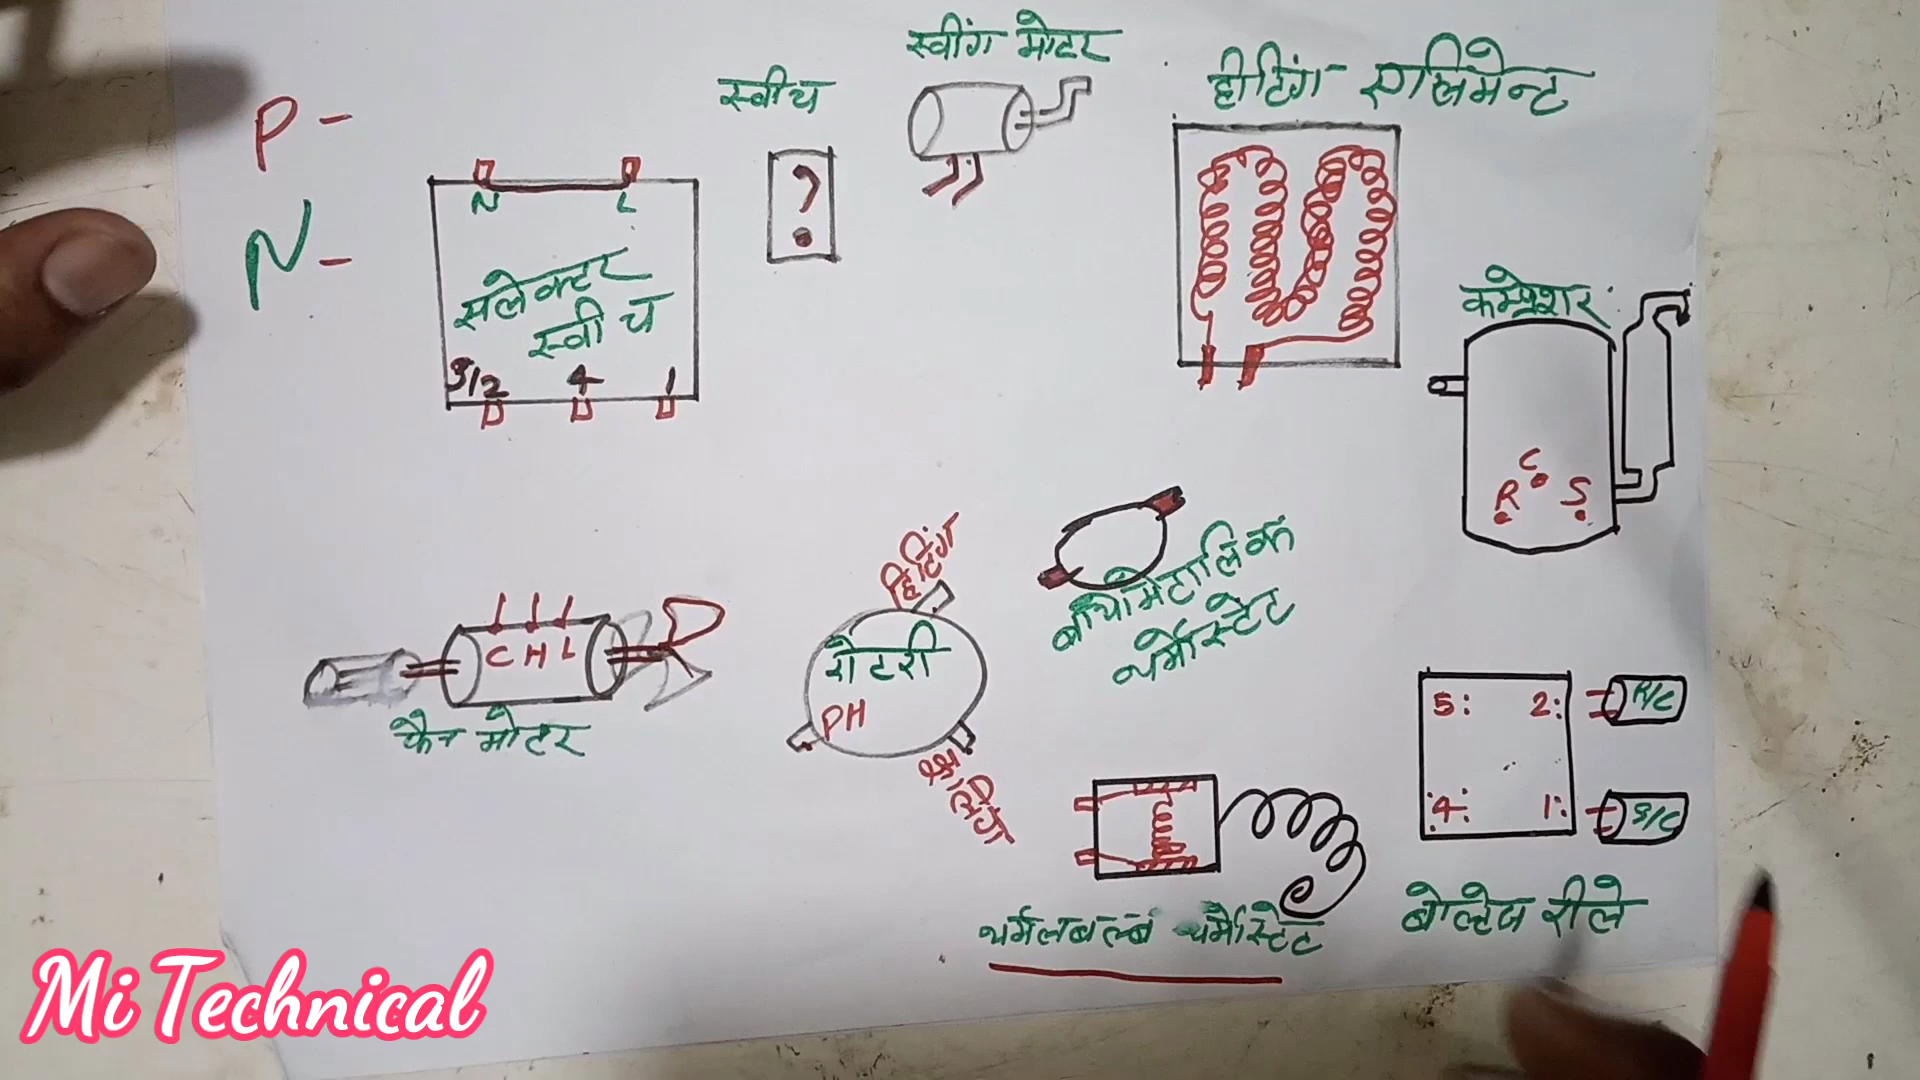 P -
N -
स्वीच
स्वींग मोटर
हीटिंग एलिमेन्ट
N L
सलेक्टर
स्वीच
3/2 4 1
कम्प्रेशर
C
R S
C H L
फैन मोटर
हिटिंग
रोटरी
PH
कुलिंग
बायोमेटालिक
थर्मोस्टेट
5: 2:
4: 1:
R/C
S/C
थर्मलबल्ब थर्मोस्टेट
वोल्टेज रीले
Mi Technical